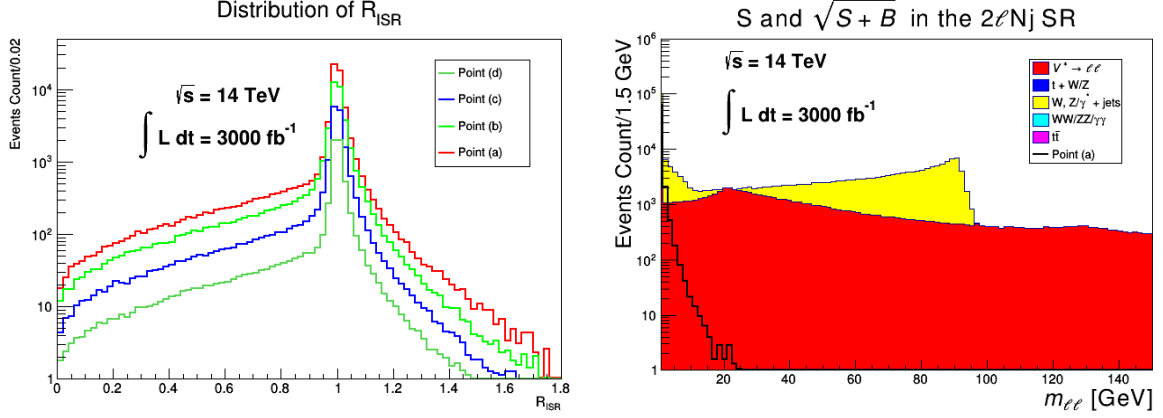 Distribution of R_ISR
Events Count/0.02
√s = 14 TeV
∫ L dt = 3000 fb⁻¹
Point (d)
Point (c)
Point (b)
Point (a)
10⁴
10³
10²
10
1
0 0.2 0.4 0.6 0.8 1 1.2 1.4 1.6 1.8
R_ISR
S and √S + B in the 2ℓNj SR
Events Count/1.5 GeV
√s = 14 TeV
∫ L dt = 3000 fb⁻¹
V* → ℓℓ
t + W/Z
W, Z/γ* + jets
WW/ZZ/γγ
tt̄
Point (a)
10⁶
10⁵
10⁴
10³
10²
10
1
20 40 60 80 100 120 140
m_ℓℓ [GeV]